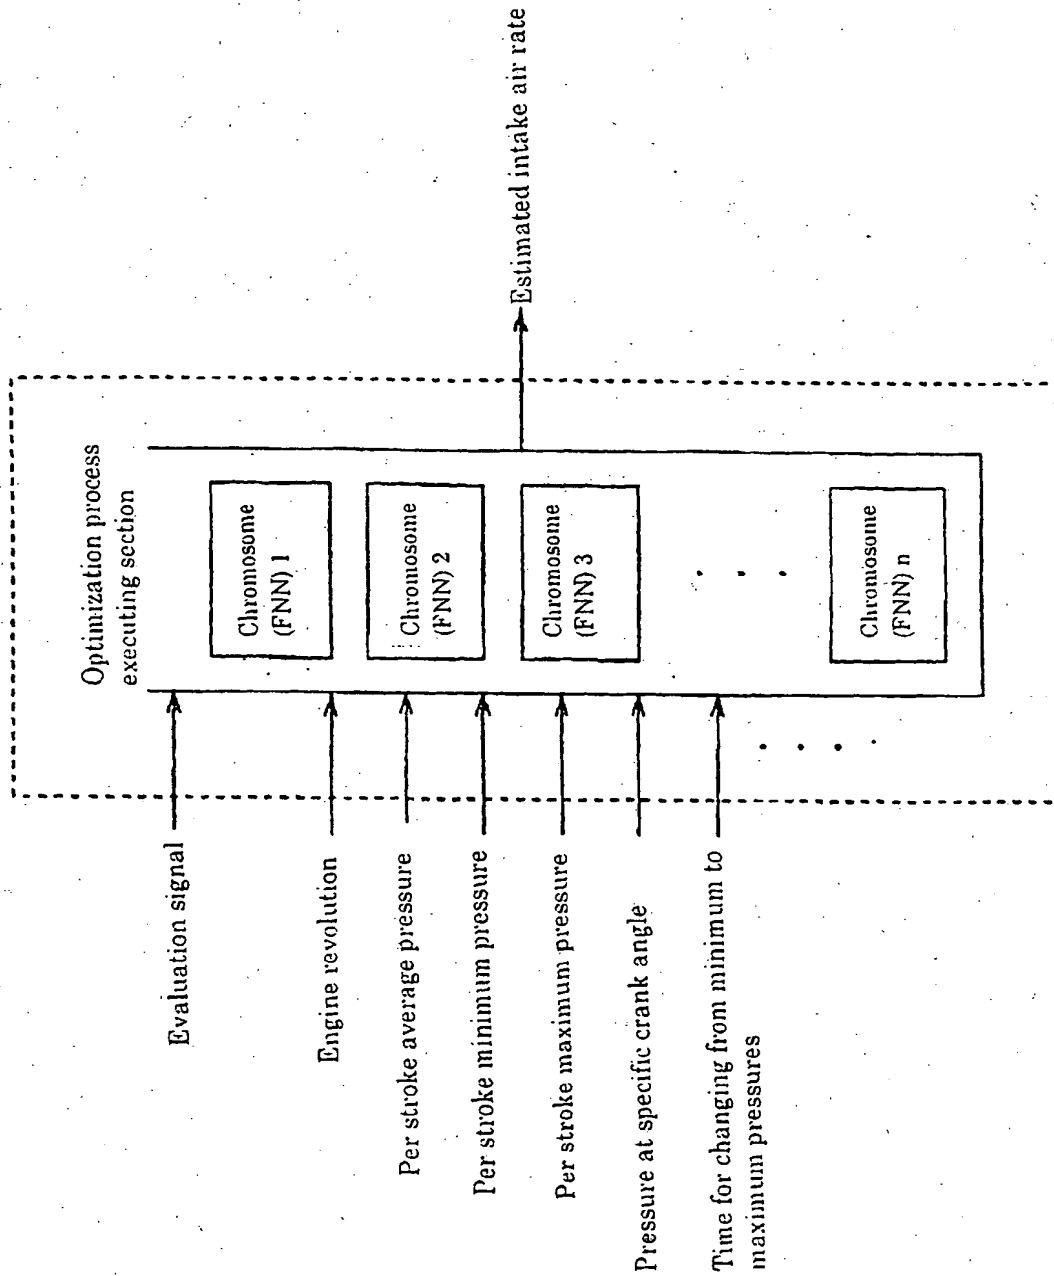 Optimization process
executing section
Evaluation signal
Engine revolution
Per stroke average pressure
Per stroke minimum pressure
Per stroke maximum pressure
Pressure at specific crank angle
Time for changing from minimum to
maximum pressures
Chromosome
(FNN) 1
Chromosome
(FNN) 2
Chromosome
(FNN) 3
Chromosome
(FNN) n
Estimated intake air rate